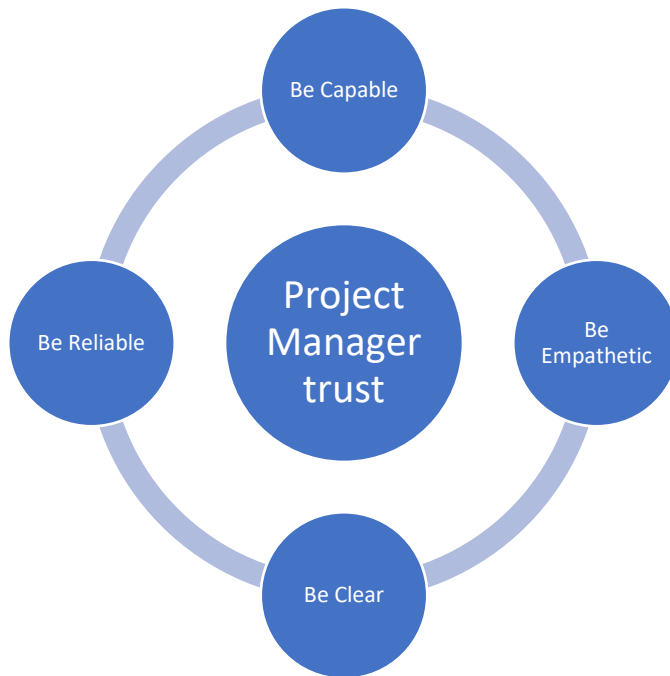 Be Capable
Be Reliable
Project
Manager
trust
Be
Empathetic
Be Clear